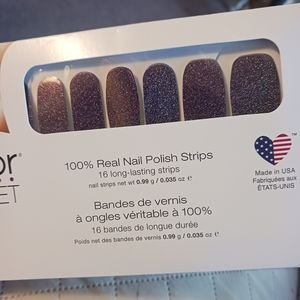 or
ET
100% Real Nail Polish Strips
16 long-lasting strips
nail strips net wt 0.99 g / 0.035 oz ℮
Bandes de vernis
à ongles véritable à 100%
16 bandes de longue durée
Poids net des bandes de vernis 0.99 g / 0.035 oz ℮
Made in USA
Fabriquées aux
ÉTATS-UNIS